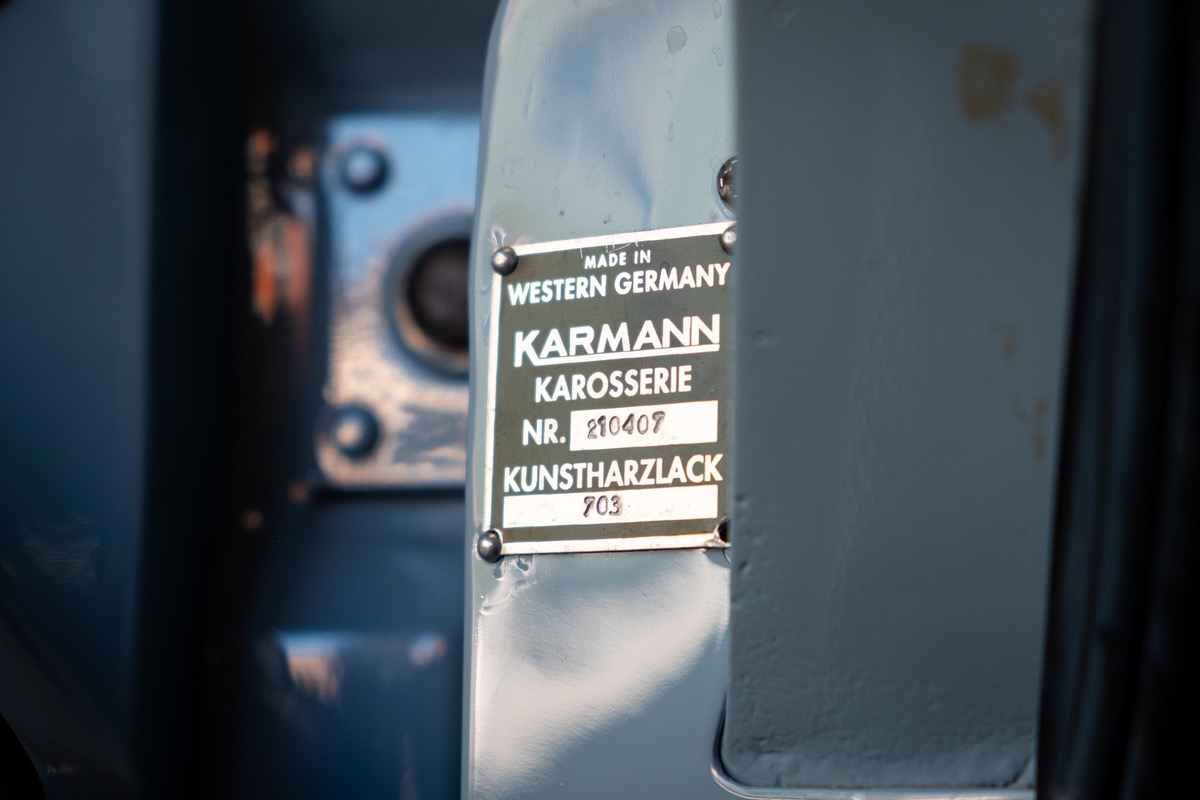 MADE IN
WESTERN GERMANY
KARMANN
KAROSSERIE
NR. 210407
KUNSTHARZLACK
703